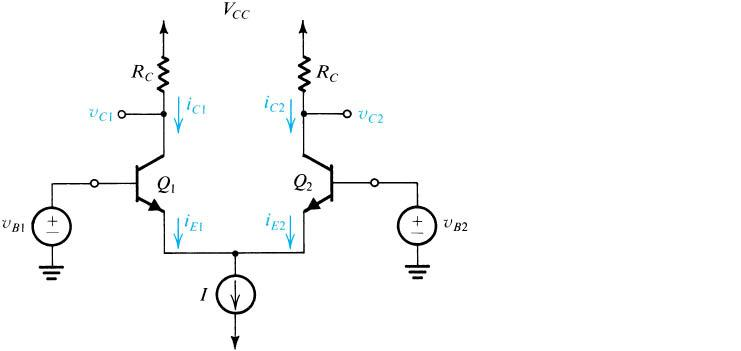 V_CC
R_C R_C
v_C1 i_C1 i_C2 v_C2
Q_1 Q_2
v_B1 + − i_E1 i_E2 + − v_B2
I